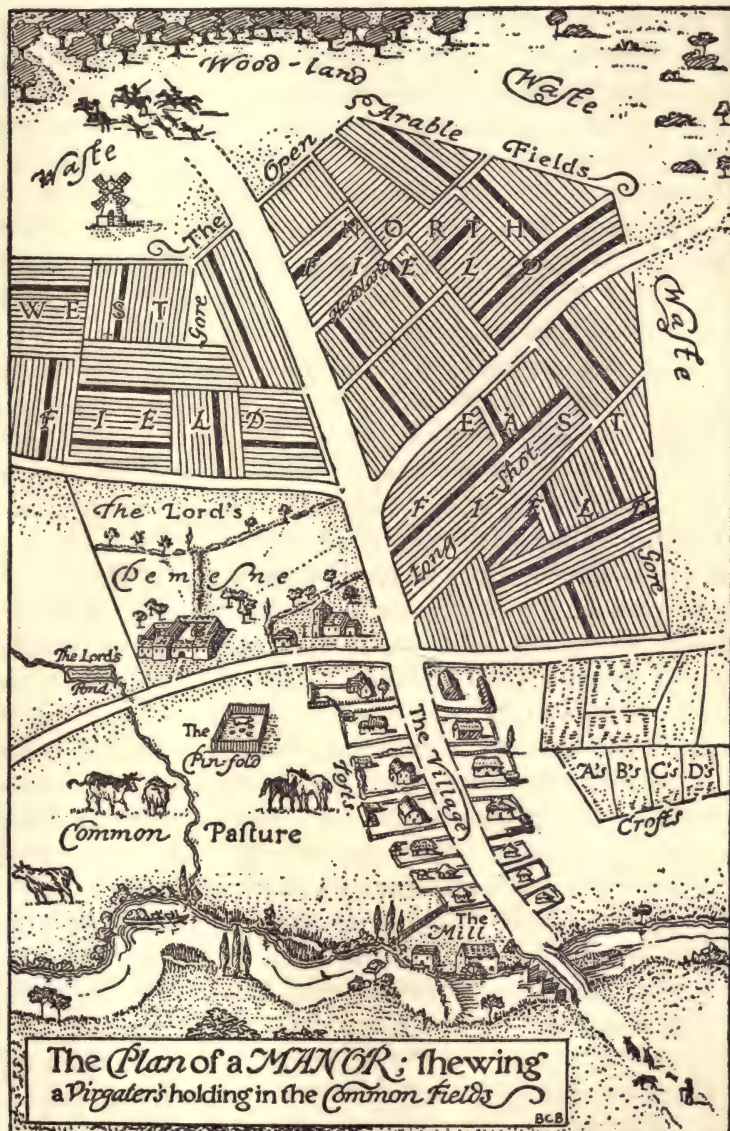 Wood-land
Waſte
Waſte
The Open Arable Fields
NORTH
FIELD
Headland
Waſte
WEST
FIELD
Gore
EAST
FIELD
Long Shot
Gore
The Lord's
Demeſne
The Lord's
Pond
The
Pin-fold
Tofts
The Village
A's B's C's D's
Crofts
Common Paſture
The
Mill
The Plan of a MANOR; ſhewing
a Virgater's holding in the Common Fields
BCB